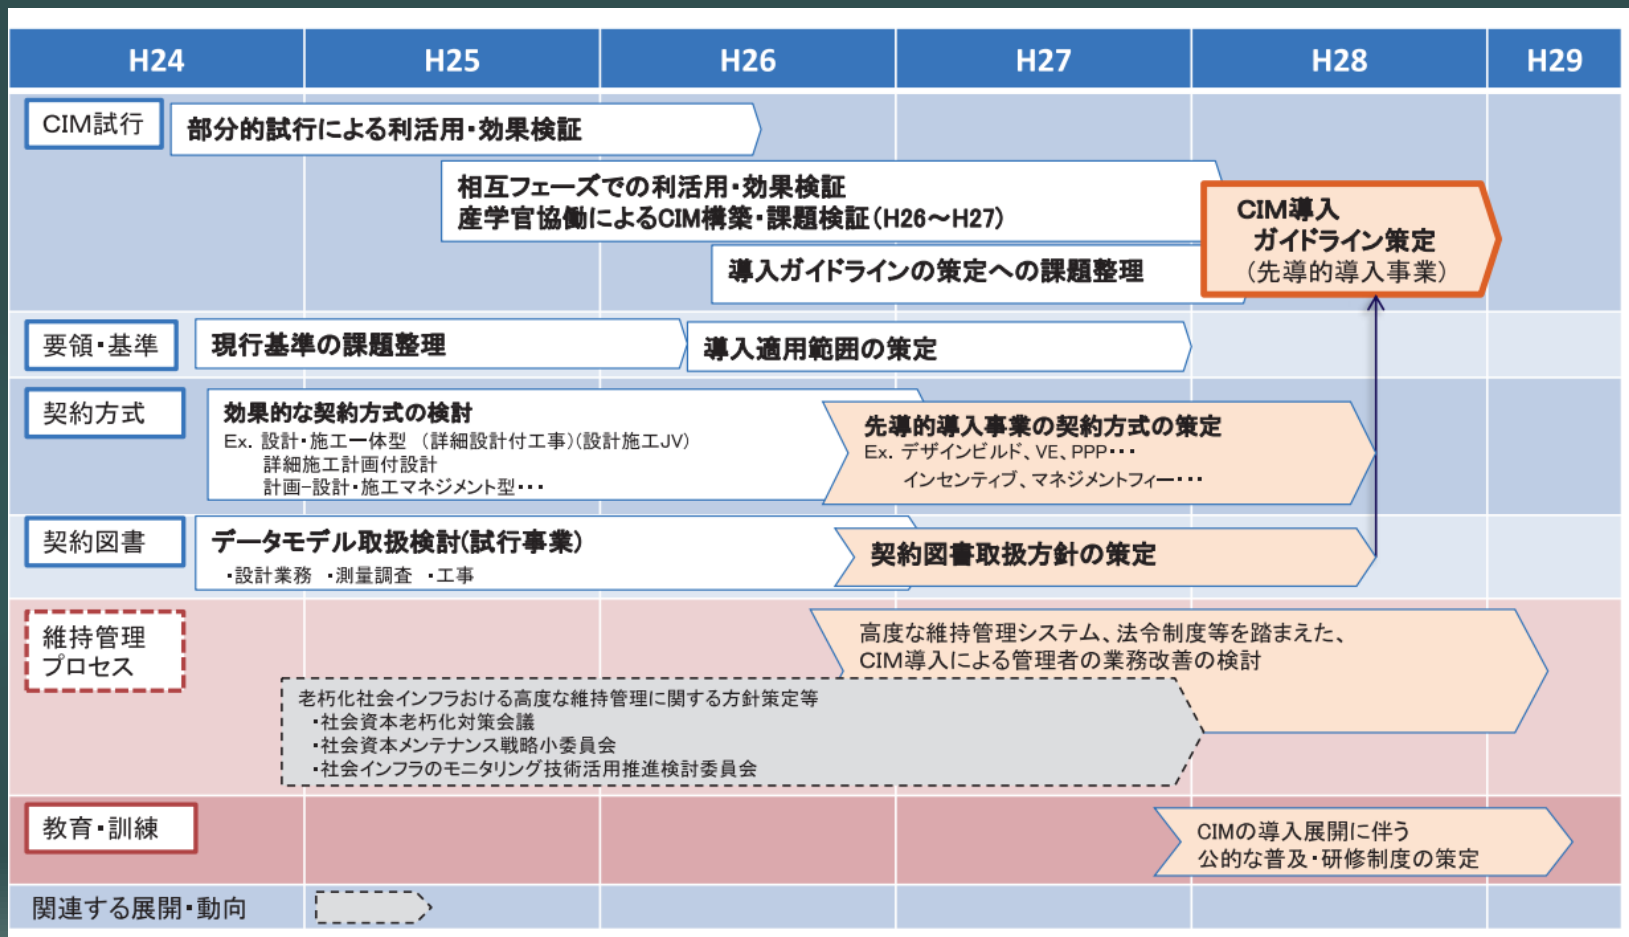 H24 H25 H26 H27 H28 H29
CIM試行
部分的試行による利活用・効果検証
相互フェーズでの利活用・効果検証
産学官協働によるCIM構築・課題検証（H26～H27）
導入ガイドラインの策定への課題整理
CIM導入
ガイドライン策定
（先導的導入事業）
要領・基準
現行基準の課題整理
導入適用範囲の策定
契約方式
効果的な契約方式の検討
Ex. 設計・施工一体型 （詳細設計付工事）（設計施工JV）
詳細施工計画付設計
計画-設計・施工マネジメント型・・・
先導的導入事業の契約方式の策定
Ex. デザインビルド、VE、PPP・・・
インセンティブ、マネジメントフィー・・・
契約図書
データモデル取扱検討(試行事業)
・設計業務 ・測量調査 ・工事
契約図書取扱方針の策定
維持管理
プロセス
高度な維持管理システム、法令制度等を踏まえた、
CIM導入による管理者の業務改善の検討
老朽化社会インフラおける高度な維持管理に関する方針策定等
・社会資本老朽化対策会議
・社会資本メンテナンス戦略小委員会
・社会インフラのモニタリング技術活用推進検討委員会
教育・訓練
CIMの導入展開に伴う
公的な普及・研修制度の策定
関連する展開・動向